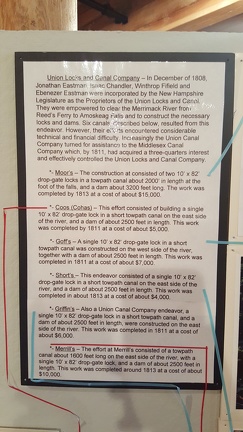 Union Locks and Canal Company – In December of 1808,
Jonathan Eastman, Isaac Chandler, Winthrop Fifield and
Ebenezer Eastman were incorporated by the New Hampshire
Legislature as the Proprietors of the Union Locks and Canal.
They were empowered to clear the Merrimack River from
Reed's Ferry to Amoskeag Falls and to construct the necessary
locks and dams. Six canals described below, resulted from this
endeavor. However, their efforts encountered considerable
technical and financial difficulty. Increasingly the Union Canal
Company turned for assistance to the Middlesex Canal
Company which, by 1811, had acquired a three-quarters interest
and effectively controlled the Union Locks and Canal Company.
*- Moor's – The construction at consisted of two 10' x 82'
drop-gate locks in a towpath canal about 2000' in length at the
foot of the falls, and a dam about 3200 feet long. The work was
completed by 1813 at a cost of about $15,000.
*- Coos (Cohas) – This effort consisted of building a single
10' x 82' drop-gate lock in a short towpath canal on the east side
of the river, and a dam of about 2500 feet in length. This work was
completed by 1811 at a cost of about $5,000.
*- Goff's – A single 10' x 82' drop-gate lock in a short towpath
canal was constructed on the west side of the river,
together with a dam of about 2500 feet in length. This work was
completed in 1811 at a cost of about $7,000.
*- Short's – This endeavor consisted of a single 10' x 82'
drop-gate lock in a short towpath canal on the east side of the
river, and a dam of about 2500 feet in length. This work was
completed in about 1813 at a cost of about $4,000.
*- Griffin's – Also a Union Canal Company endeavor, a
single 10' x 82' drop-gate lock in a short towpath canal, and a
dam of about 2500 feet in length, were constructed on the east
side of the river. This work was completed in 1811 at a cost of about
$6,000.
*- Merrill's – The effort at Merrill's consisted of a towpath
canal about 1600 feet long on the east side of the river, with a
single 10' x 82' drop-gate lock, and a dam of about 2500 feet in
length. This work was completed around 1813 at a cost of about
$10,000.